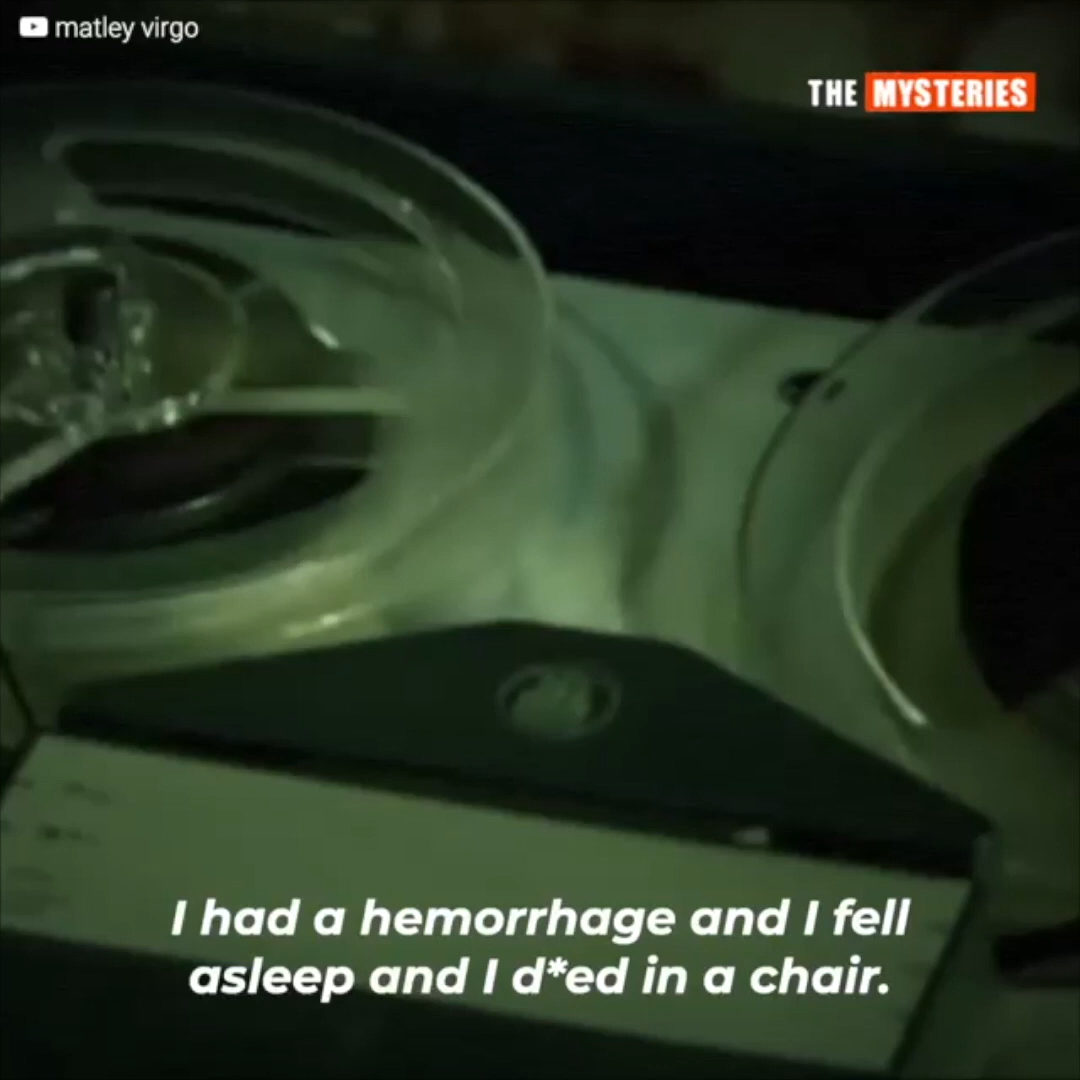 matley virgo
THE MYSTERIES
I had a hemorrhage and I fell
asleep and I d*ed in a chair.